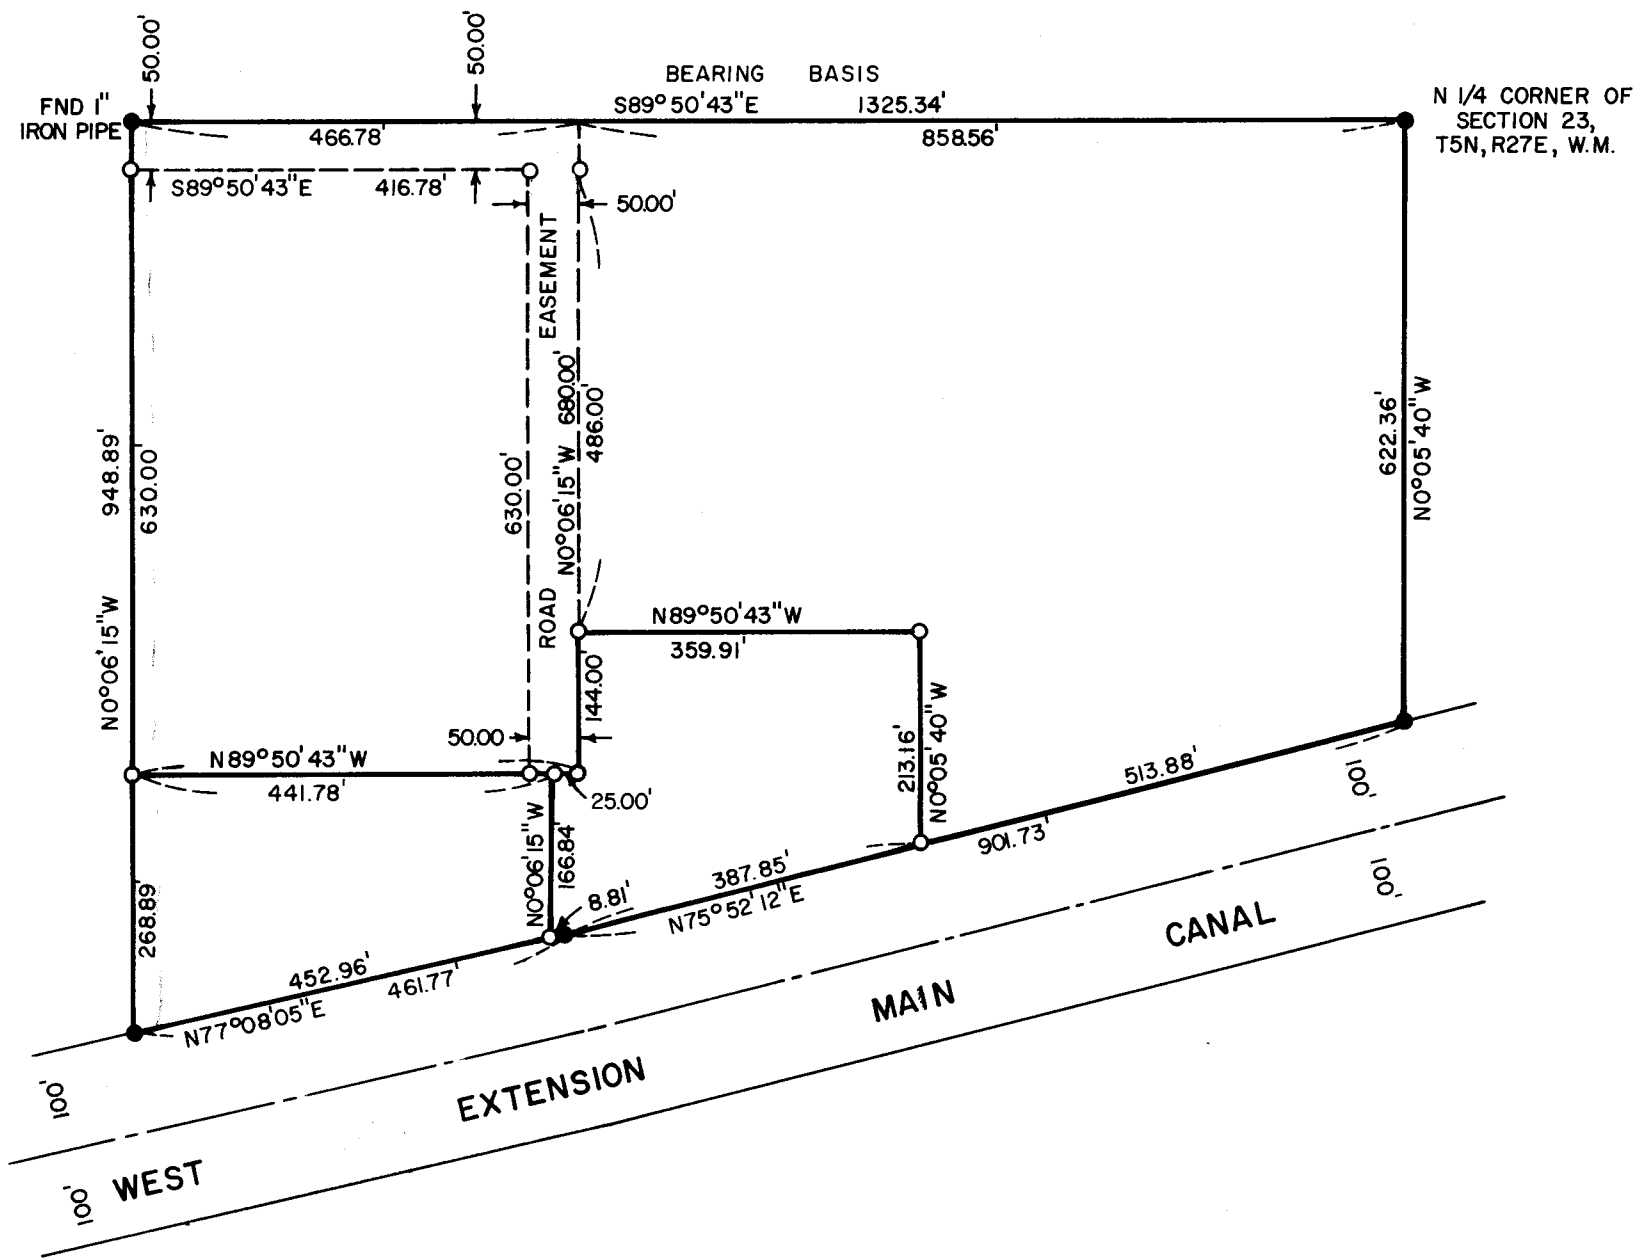 50.00'
50.00'
BEARING BASIS
S89°50'43"E 1325.34'
FND 1"
IRON PIPE
N 1/4 CORNER OF
SECTION 23,
T5N, R27E, W.M.
466.78'
858.56'
S89°50'43"E 416.78'
50.00'
EASEMENT
ROAD
N0°06'15"W 680.00'
486.00'
630.00'
948.89'
630.00'
N0°06'15"W
622.36'
N0°05'40"W
N89°50'43"W
359.91'
144.00'
50.00
N89°50'43"W
441.78'
25.00'
213.16'
N0°05'40"W
N0°06'15"W
166.84'
8.81'
268.89'
513.88'
901.73'
387.85'
N75°52'12"E
452.96'
461.77'
N77°08'05"E
100'
100'
100'
100'
WEST EXTENSION MAIN CANAL